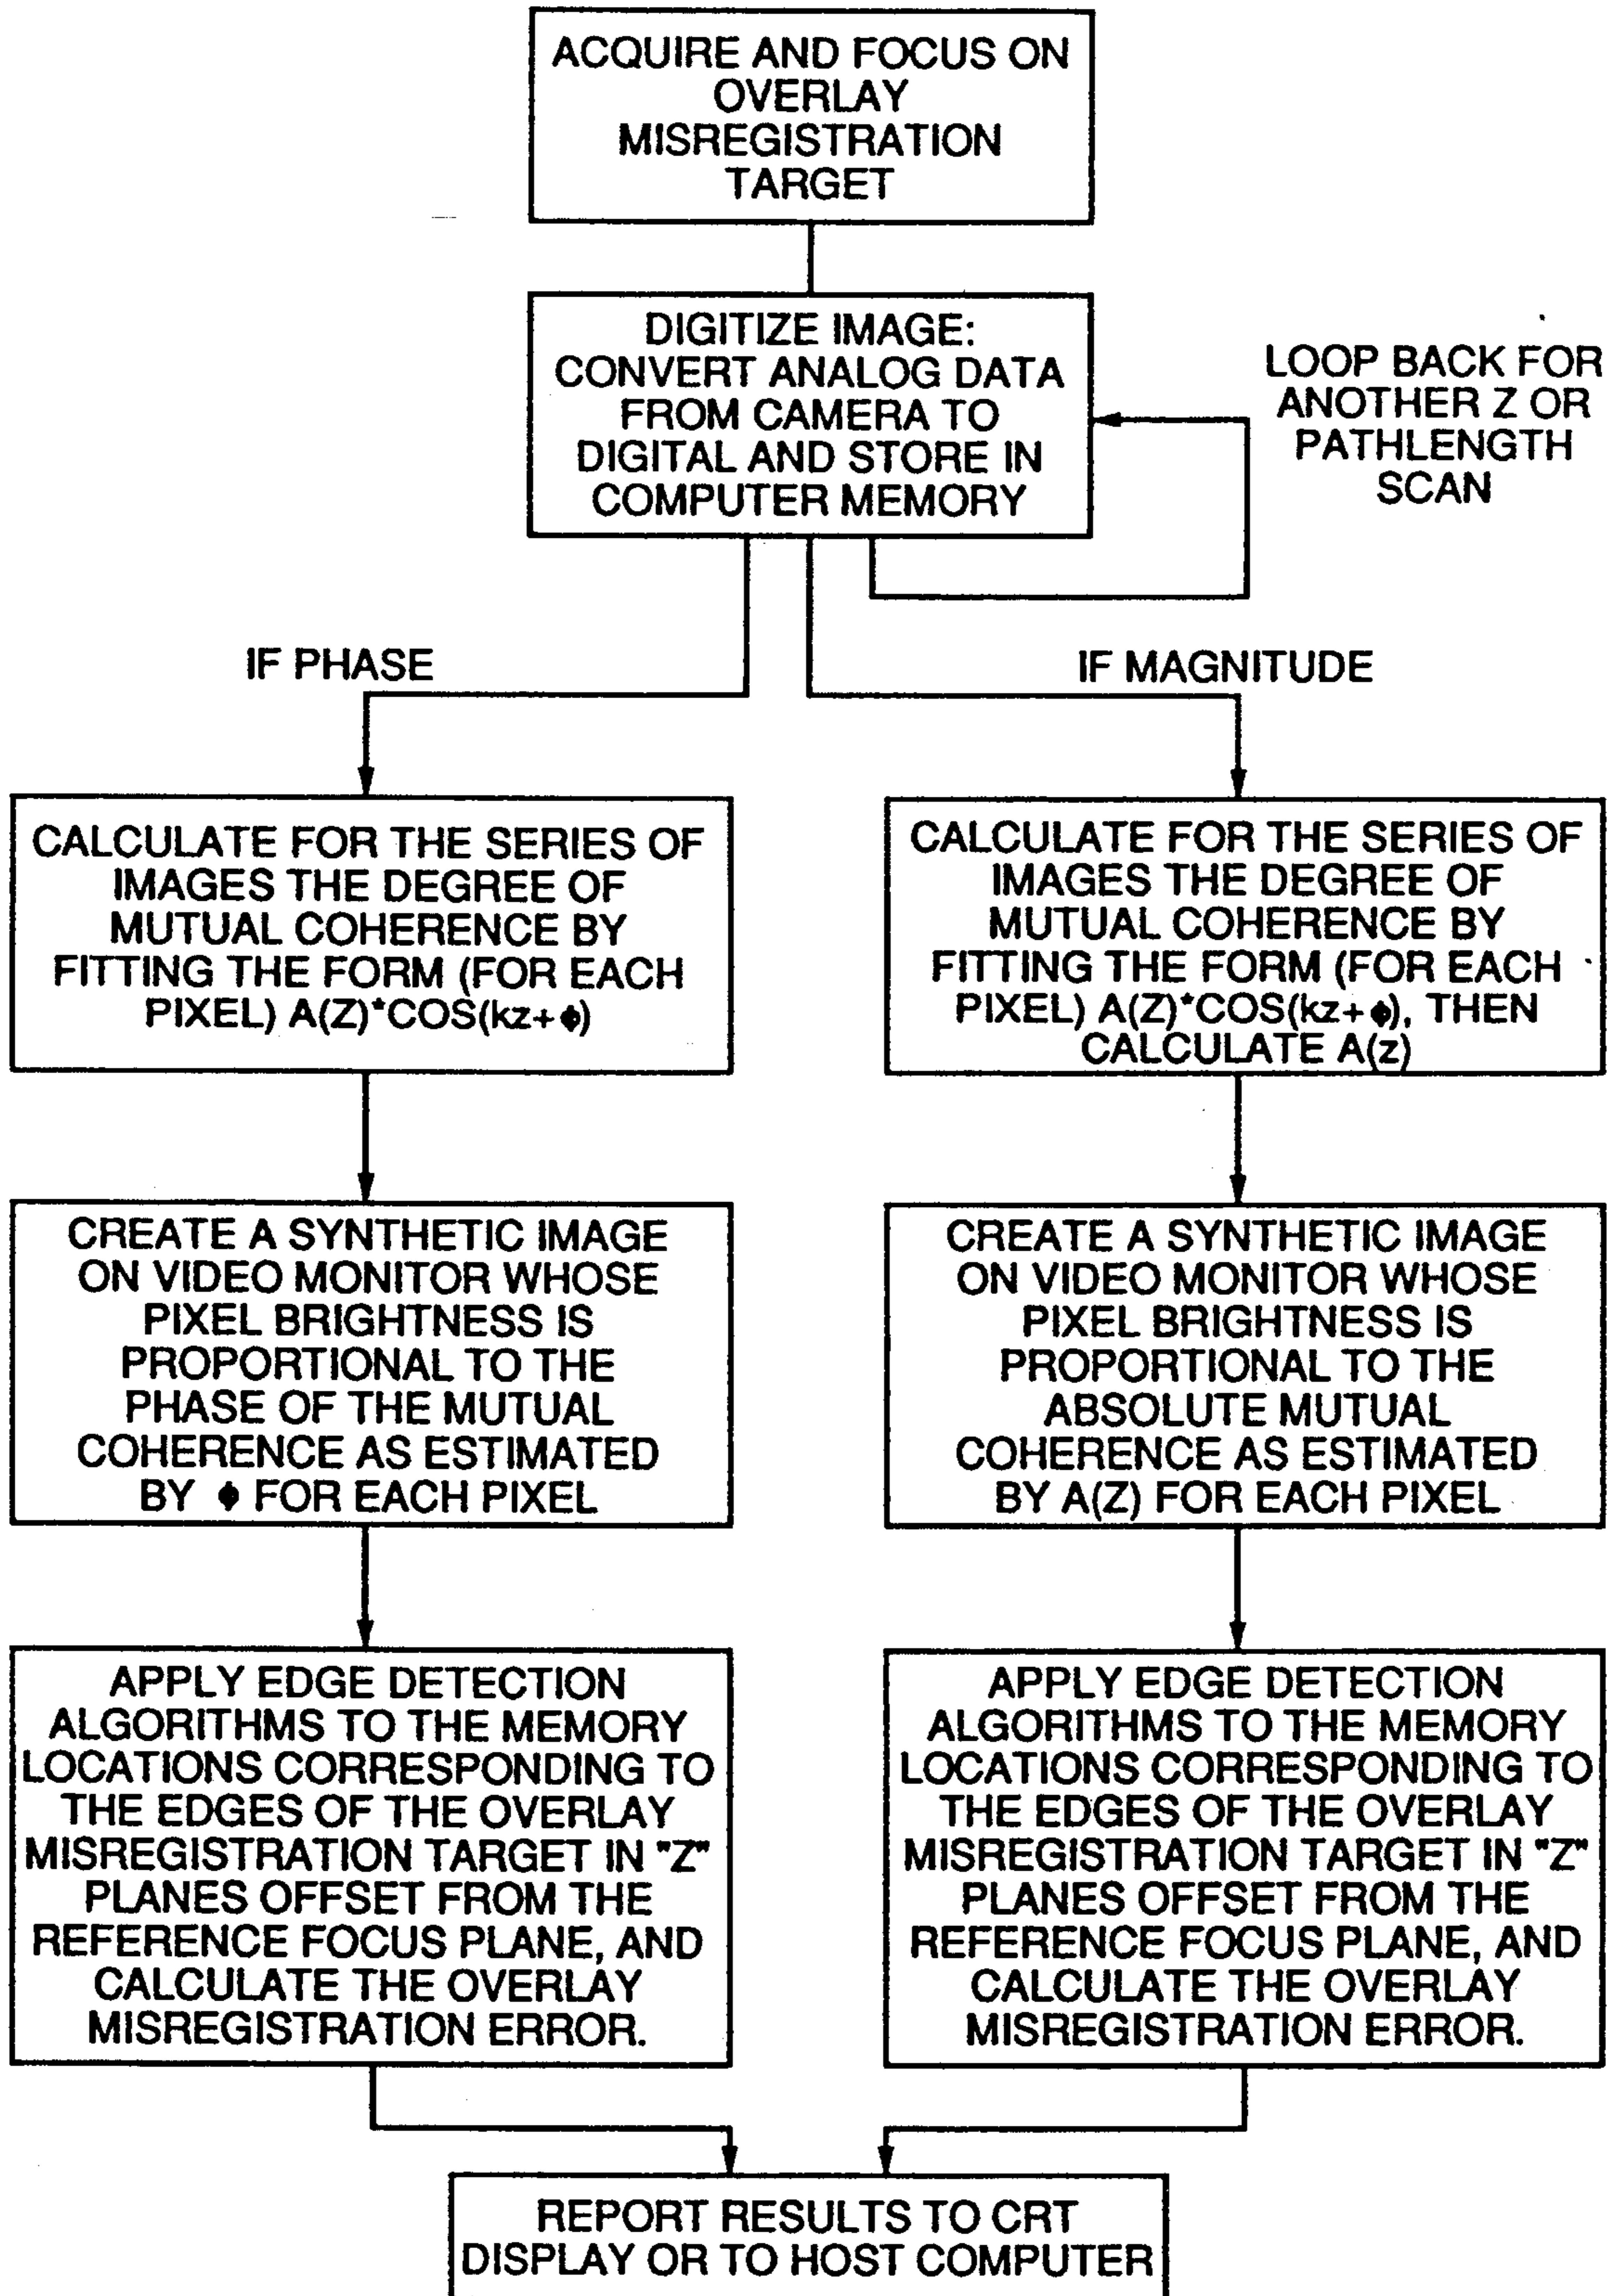 ACQUIRE AND FOCUS ON
OVERLAY
MISREGISTRATION
TARGET
DIGITIZE IMAGE:
CONVERT ANALOG DATA
FROM CAMERA TO
DIGITAL AND STORE IN
COMPUTER MEMORY
LOOP BACK FOR
ANOTHER Z OR
PATHLENGTH
SCAN
IF PHASE
IF MAGNITUDE
CALCULATE FOR THE SERIES OF
IMAGES THE DEGREE OF
MUTUAL COHERENCE BY
FITTING THE FORM (FOR EACH
PIXEL) A(Z)*COS(kz+ϕ)
CALCULATE FOR THE SERIES OF
IMAGES THE DEGREE OF
MUTUAL COHERENCE BY
FITTING THE FORM (FOR EACH
PIXEL) A(Z)*COS(kz+ϕ), THEN
CALCULATE A(z)
CREATE A SYNTHETIC IMAGE
ON VIDEO MONITOR WHOSE
PIXEL BRIGHTNESS IS
PROPORTIONAL TO THE
PHASE OF THE MUTUAL
COHERENCE AS ESTIMATED
BY ϕ FOR EACH PIXEL
CREATE A SYNTHETIC IMAGE
ON VIDEO MONITOR WHOSE
PIXEL BRIGHTNESS IS
PROPORTIONAL TO THE
ABSOLUTE MUTUAL
COHERENCE AS ESTIMATED
BY A(Z) FOR EACH PIXEL
APPLY EDGE DETECTION
ALGORITHMS TO THE MEMORY
LOCATIONS CORRESPONDING TO
THE EDGES OF THE OVERLAY
MISREGISTRATION TARGET IN "Z"
PLANES OFFSET FROM THE
REFERENCE FOCUS PLANE, AND
CALCULATE THE OVERLAY
MISREGISTRATION ERROR.
APPLY EDGE DETECTION
ALGORITHMS TO THE MEMORY
LOCATIONS CORRESPONDING TO
THE EDGES OF THE OVERLAY
MISREGISTRATION TARGET IN "Z"
PLANES OFFSET FROM THE
REFERENCE FOCUS PLANE, AND
CALCULATE THE OVERLAY
MISREGISTRATION ERROR.
REPORT RESULTS TO CRT
DISPLAY OR TO HOST COMPUTER